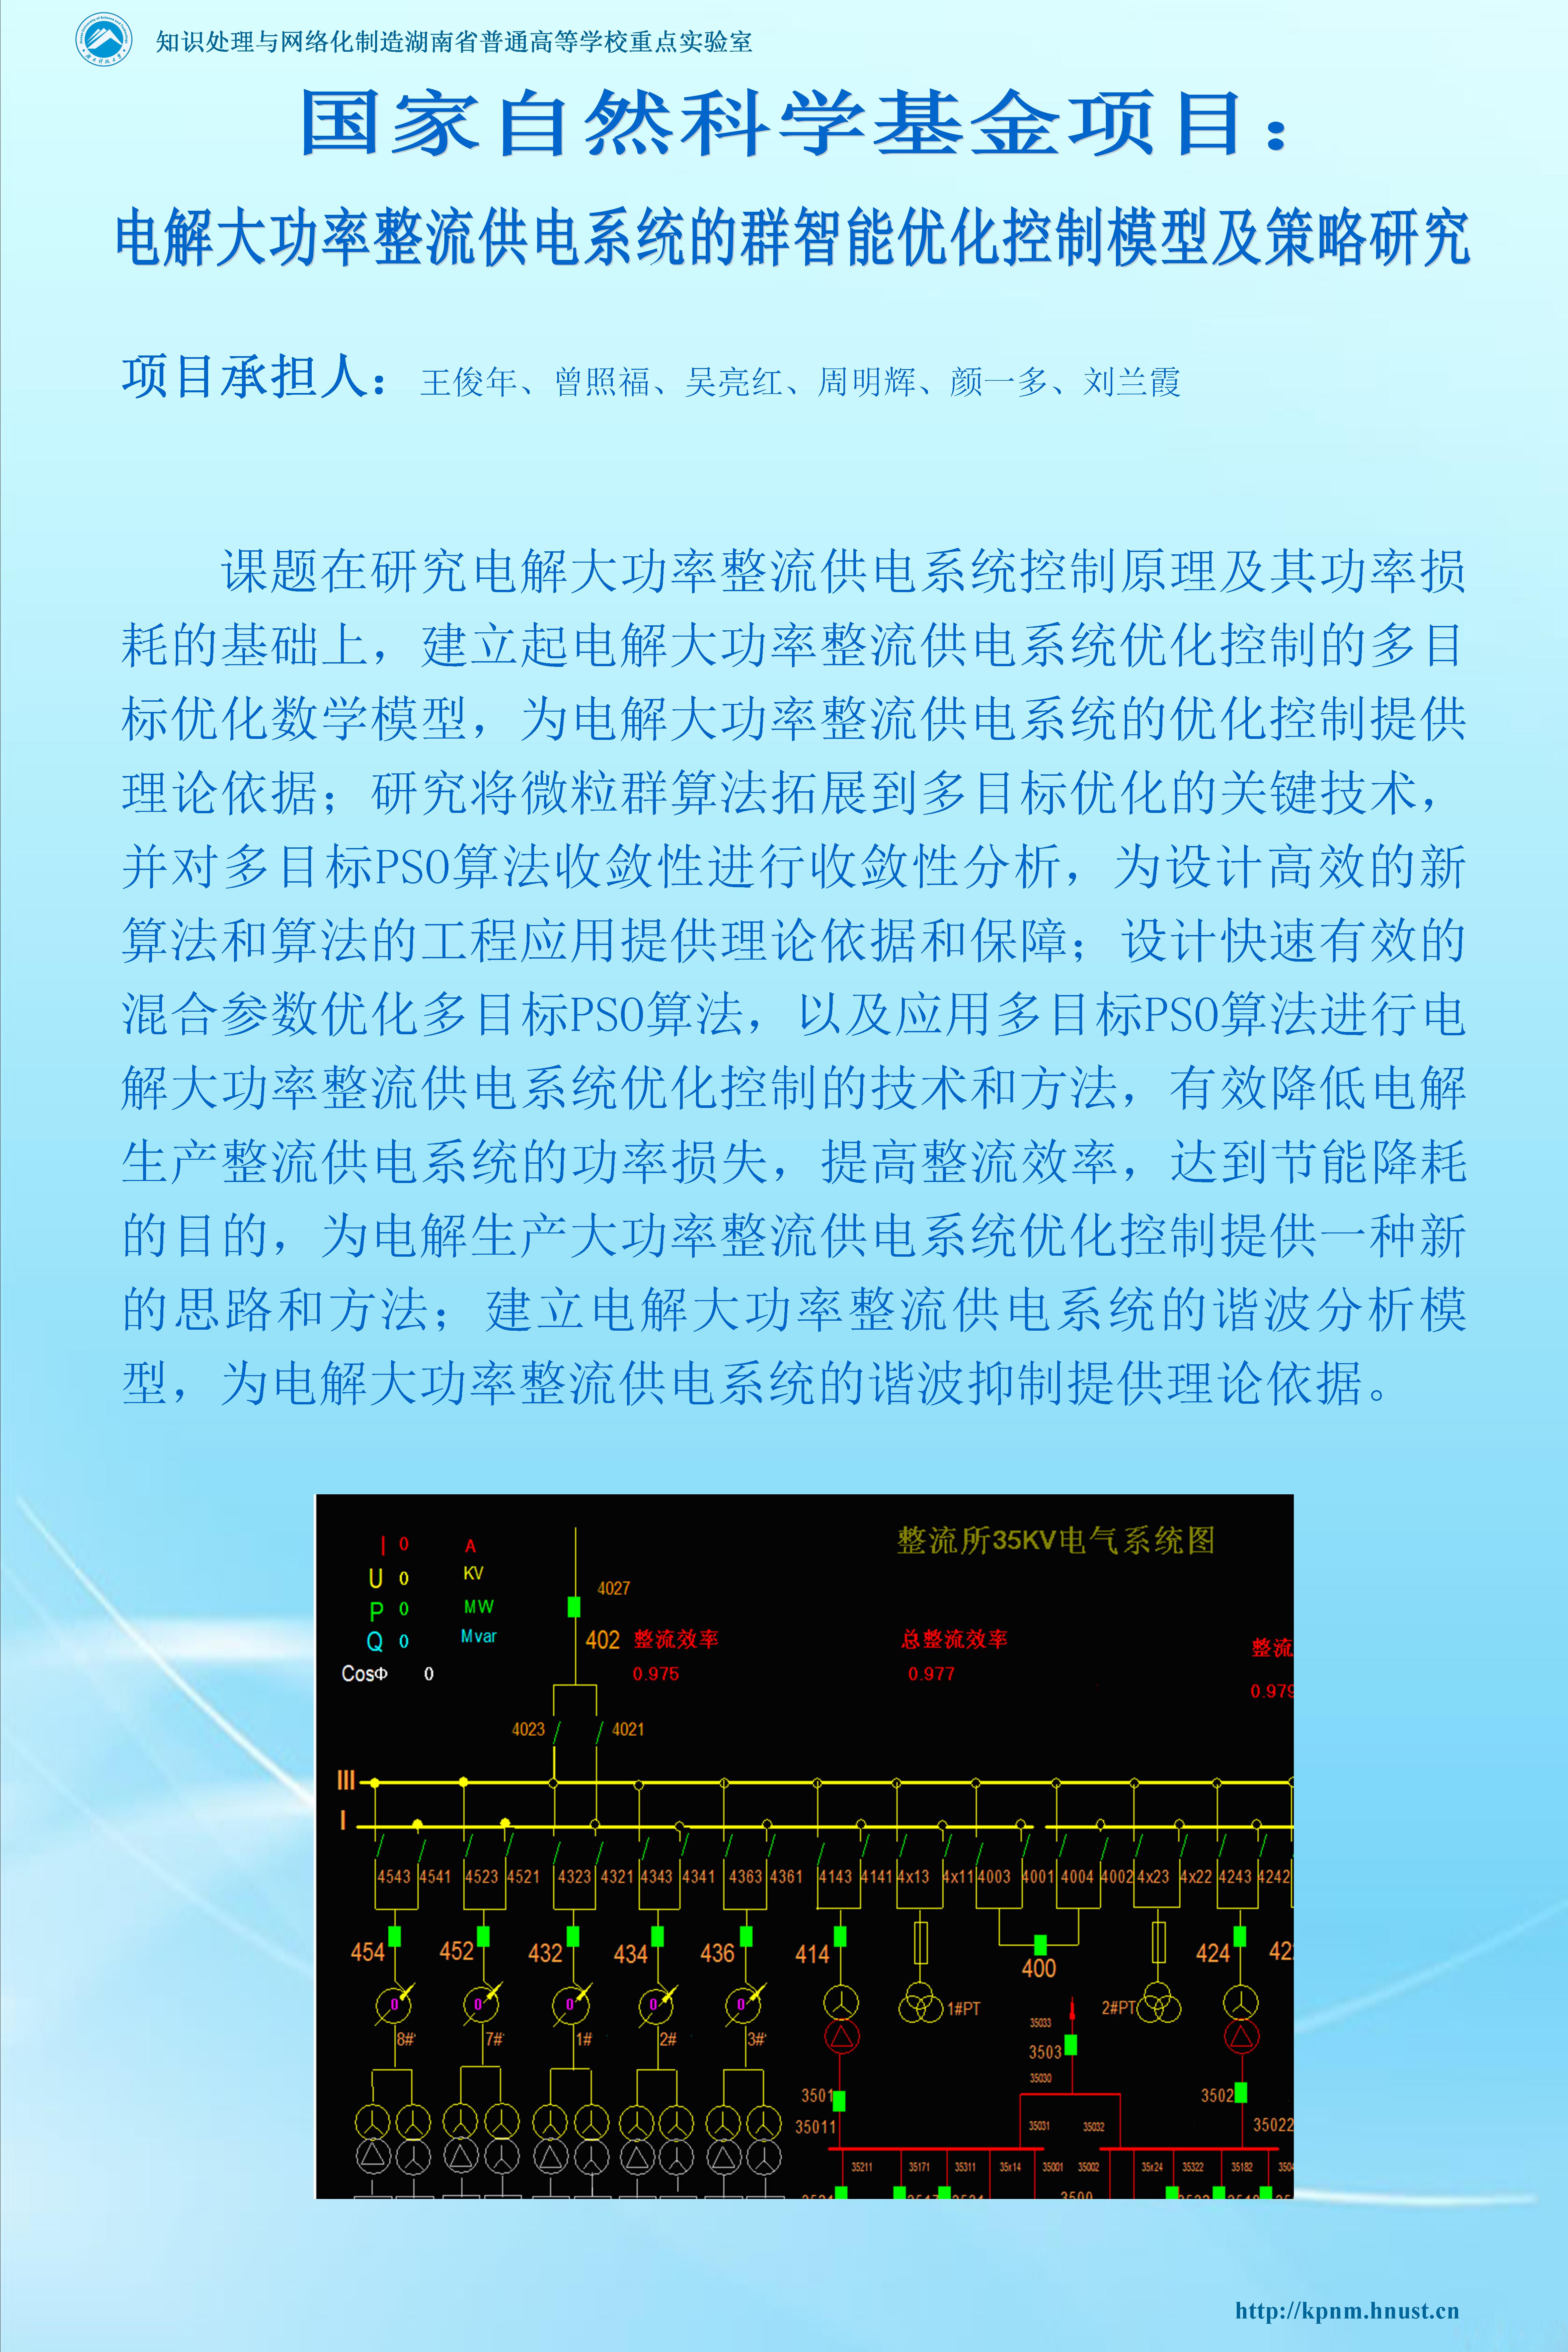 知识处理与网络化制造湖南省普通高等学校重点实验室
国家自然科学基金项目：
电解大功率整流供电系统的群智能优化控制模型及策略研究
项目承担人：王俊年、曾照福、吴亮红、周明辉、颜一多、刘兰霞
课题在研究电解大功率整流供电系统控制原理及其功率损
耗的基础上，建立起电解大功率整流供电系统优化控制的多目
标优化数学模型，为电解大功率整流供电系统的优化控制提供
理论依据；研究将微粒群算法拓展到多目标优化的关键技术，
并对多目标PSO算法收敛性进行收敛性分析，为设计高效的新
算法和算法的工程应用提供理论依据和保障；设计快速有效的
混合参数优化多目标PSO算法，以及应用多目标PSO算法进行电
解大功率整流供电系统优化控制的技术和方法，有效降低电解
生产整流供电系统的功率损失，提高整流效率，达到节能降耗
的目的，为电解生产大功率整流供电系统优化控制提供一种新
的思路和方法；建立电解大功率整流供电系统的谐波分析模
型，为电解大功率整流供电系统的谐波抑制提供理论依据。
整流所35KV电气系统图
I 0 A
U 0 KV
P 0 MW
Q 0 Mvar
CosΦ 0
4027
402 整流效率 总整流效率 整流
0.975 0.977 0.979
4023 4021
III
I
4543 4541 4523 4521 4323 4321 4343 4341 4363 4361 4143 4141 4x13 4x11 4003 4001 4004 4002 4x23 4x22 4243 4242
454 452 432 434 436 414 400 424 42
0 0 0 0 0
1#PT 2#PT
8# 7# 1# 2# 3#
35033
3503
35030
3501 3502
35011 35031 35032 35022
35211 35171 35311 35x14 35001 35002 35x24 35322 35182
3500
http://kpnm.hnust.cn